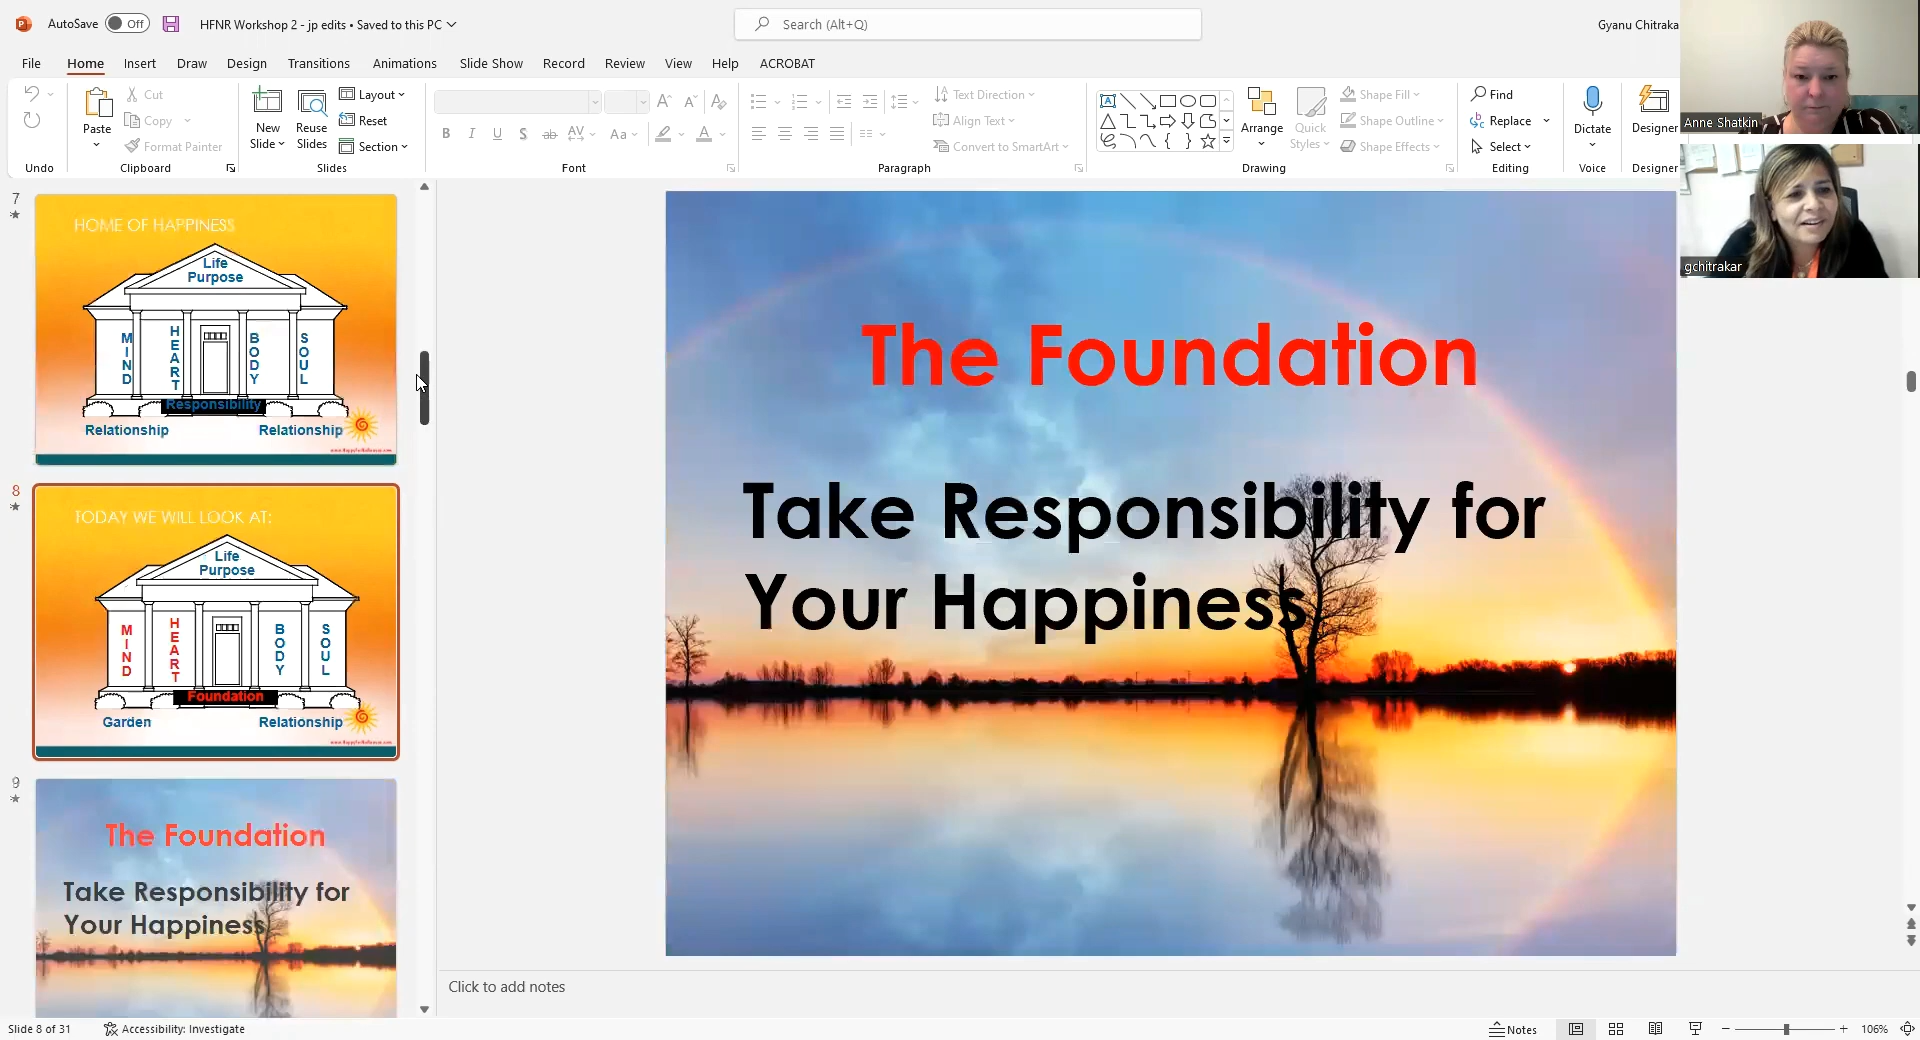 AutoSave Off HFNR Workshop 2 - jp edits • Saved to this PC Search (Alt+Q) Gyanu Chitraka
File Home Insert Draw Design Transitions Animations Slide Show Record Review View Help ACROBAT
Undo
Paste
Cut
Copy
Format Painter
Clipboard
New
Slide
Reuse
Slides
Layout
Reset
Section
Slides
B I U S ab AV Aa A
Font
Text Direction
Align Text
Convert to SmartArt
Paragraph
Arrange
Quick
Styles
Shape Fill
Shape Outline
Shape Effects
Drawing
Find
Replace
Select
Editing
Dictate
Voice
Designer
Designer
Anne Shatkin
gchitrakar
7
HOME OF HAPPINESS
Life
Purpose
MIND
HEART
BODY
SOUL
Responsibility
Relationship Relationship
8
TODAY WE WILL LOOK AT:
Life
Purpose
MIND
HEART
BODY
SOUL
Foundation
Garden Relationship
9
The Foundation
Take Responsibility for
Your Happiness
The Foundation
Take Responsibility for
Your Happiness
Click to add notes
Slide 8 of 31 Accessibility: Investigate Notes 106%